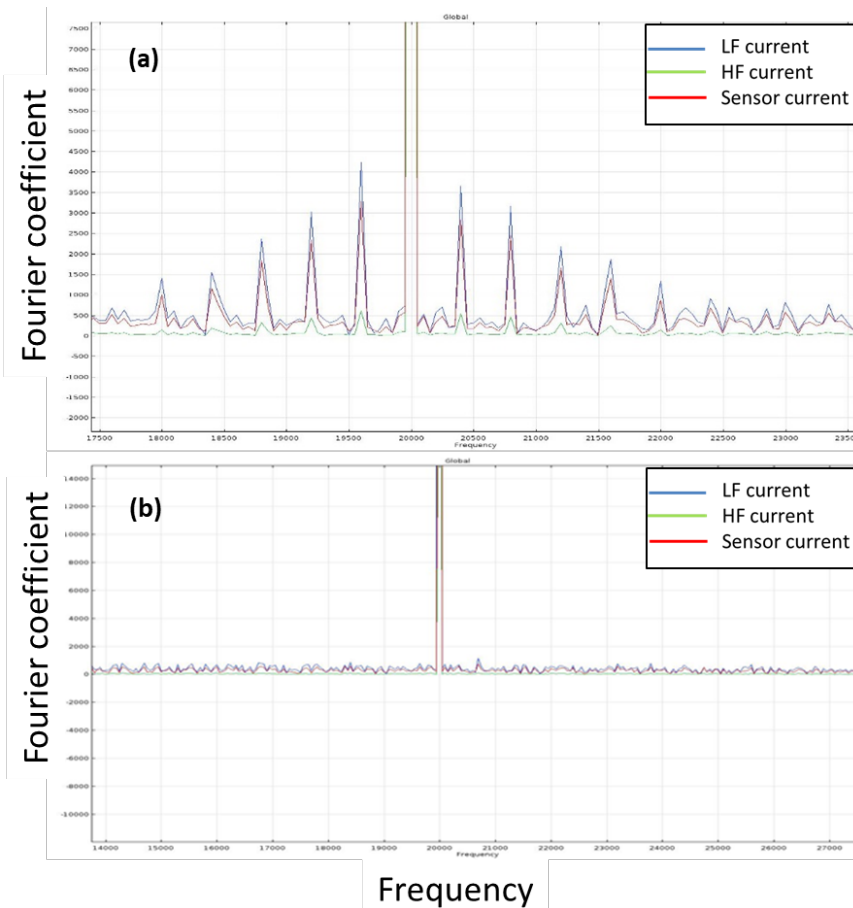 Global
(a)
LF current
HF current
Sensor current
Fourier coefficient
7500
7000
6500
6000
5500
5000
4500
4000
3500
3000
2500
2000
1500
1000
500
0
-500
-1000
-1500
-2000
17500 18000 18500 19000 19500 20000 20500 21000 21500 22000 22500 23000 2350
Frequency
Global
(b)
LF current
HF current
Sensor current
Fourier coefficient
14000
12000
10000
8000
6000
4000
2000
0
-2000
-4000
-6000
-8000
-10000
14000 15000 16000 17000 18000 19000 20000 21000 22000 23000 24000 25000 26000 27000
Frequency
Frequency